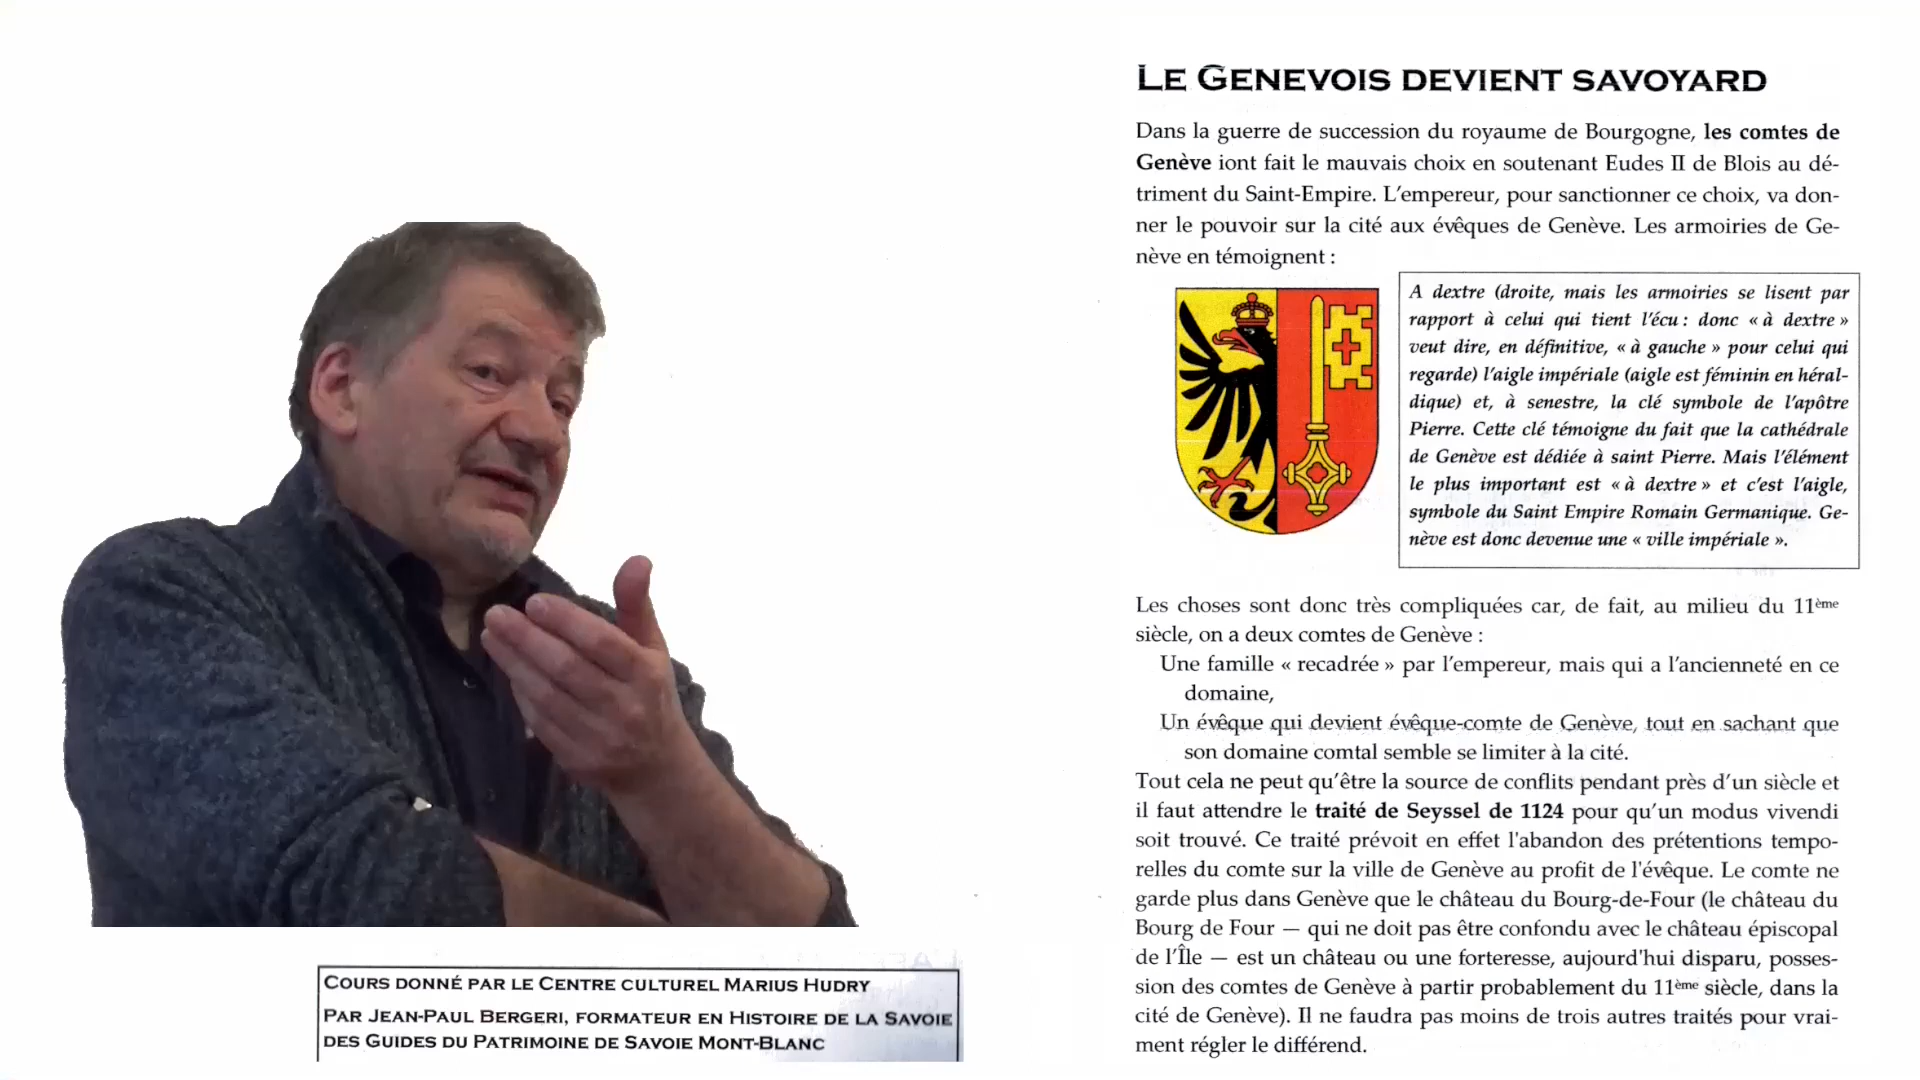 LE GENEVOIS DEVIENT SAVOYARD
Dans la guerre de succession du royaume de Bourgogne, les comtes de
Genève iont fait le mauvais choix en soutenant Eudes II de Blois au dé-
triment du Saint-Empire. L'empereur, pour sanctionner ce choix, va don-
ner le pouvoir sur la cité aux évêques de Genève. Les armoiries de Ge-
nève en témoignent :
A dextre (droite, mais les armoiries se lisent par
rapport à celui qui tient l'écu : donc « à dextre »
veut dire, en définitive, « à gauche » pour celui qui
regarde) l'aigle impériale (aigle est féminin en héral-
dique) et, à senestre, la clé symbole de l'apôtre
Pierre. Cette clé témoigne du fait que la cathédrale
de Genève est dédiée à saint Pierre. Mais l'élément
le plus important est « à dextre » et c'est l'aigle,
symbole du Saint Empire Romain Germanique. Ge-
nève est donc devenue une « ville impériale ».
Les choses sont donc très compliquées car, de fait, au milieu du 11ème
siècle, on a deux comtes de Genève :
Une famille « recadrée » par l'empereur, mais qui a l'ancienneté en ce
domaine,
Un évêque qui devient évêque-comte de Genève, tout en sachant que
son domaine comtal semble se limiter à la cité.
Tout cela ne peut qu'être la source de conflits pendant près d'un siècle et
il faut attendre le traité de Seyssel de 1124 pour qu'un modus vivendi
soit trouvé. Ce traité prévoit en effet l'abandon des prétentions tempo-
relles du comte sur la ville de Genève au profit de l'évêque. Le comte ne
garde plus dans Genève que le château du Bourg-de-Four (le château du
Bourg de Four — qui ne doit pas être confondu avec le château épiscopal
de l'Île — est un château ou une forteresse, aujourd'hui disparu, posses-
sion des comtes de Genève à partir probablement du 11ème siècle, dans la
cité de Genève). Il ne faudra pas moins de trois autres traités pour vrai-
ment régler le différend.
COURS DONNÉ PAR LE CENTRE CULTUREL MARIUS HUDRY
PAR JEAN-PAUL BERGERI, FORMATEUR EN HISTOIRE DE LA SAVOIE
DES GUIDES DU PATRIMOINE DE SAVOIE MONT-BLANC